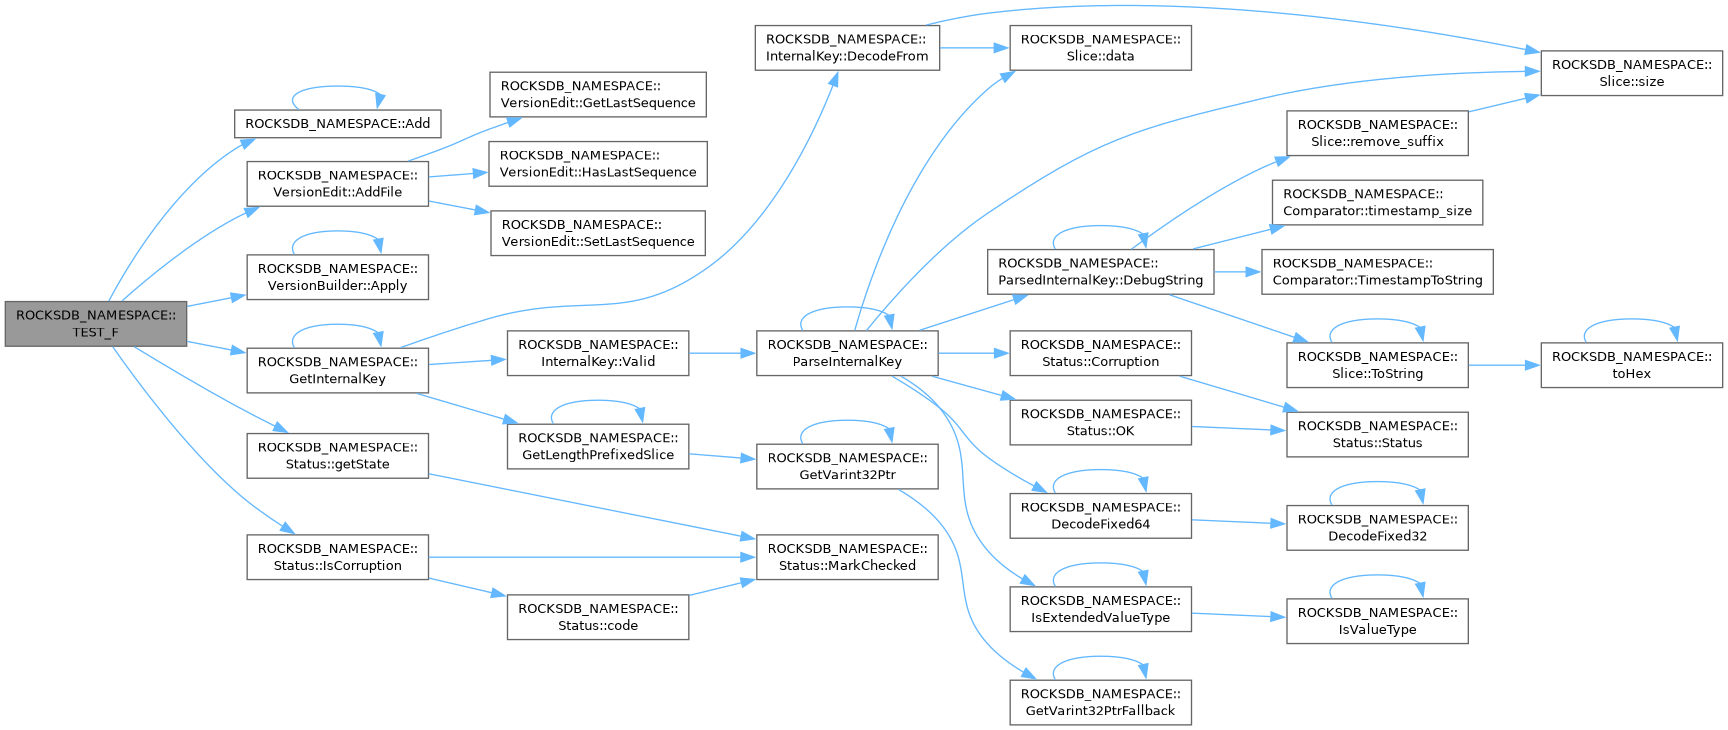 ROCKSDB_NAMESPACE::
TEST_F
ROCKSDB_NAMESPACE::Add
ROCKSDB_NAMESPACE::
VersionEdit::AddFile
ROCKSDB_NAMESPACE::
VersionBuilder::Apply
ROCKSDB_NAMESPACE::
GetInternalKey
ROCKSDB_NAMESPACE::
Status::getState
ROCKSDB_NAMESPACE::
Status::IsCorruption
ROCKSDB_NAMESPACE::
VersionEdit::GetLastSequence
ROCKSDB_NAMESPACE::
VersionEdit::HasLastSequence
ROCKSDB_NAMESPACE::
VersionEdit::SetLastSequence
ROCKSDB_NAMESPACE::
InternalKey::Valid
ROCKSDB_NAMESPACE::
GetLengthPrefixedSlice
ROCKSDB_NAMESPACE::
Status::code
ROCKSDB_NAMESPACE::
InternalKey::DecodeFrom
ROCKSDB_NAMESPACE::
ParseInternalKey
ROCKSDB_NAMESPACE::
GetVarint32Ptr
ROCKSDB_NAMESPACE::
Status::MarkChecked
ROCKSDB_NAMESPACE::
Slice::data
ROCKSDB_NAMESPACE::
ParsedInternalKey::DebugString
ROCKSDB_NAMESPACE::
Status::Corruption
ROCKSDB_NAMESPACE::
Status::OK
ROCKSDB_NAMESPACE::
DecodeFixed64
ROCKSDB_NAMESPACE::
IsExtendedValueType
ROCKSDB_NAMESPACE::
GetVarint32PtrFallback
ROCKSDB_NAMESPACE::
Slice::remove_suffix
ROCKSDB_NAMESPACE::
Comparator::timestamp_size
ROCKSDB_NAMESPACE::
Comparator::TimestampToString
ROCKSDB_NAMESPACE::
Slice::ToString
ROCKSDB_NAMESPACE::
Status::Status
ROCKSDB_NAMESPACE::
DecodeFixed32
ROCKSDB_NAMESPACE::
IsValueType
ROCKSDB_NAMESPACE::
Slice::size
ROCKSDB_NAMESPACE::
toHex